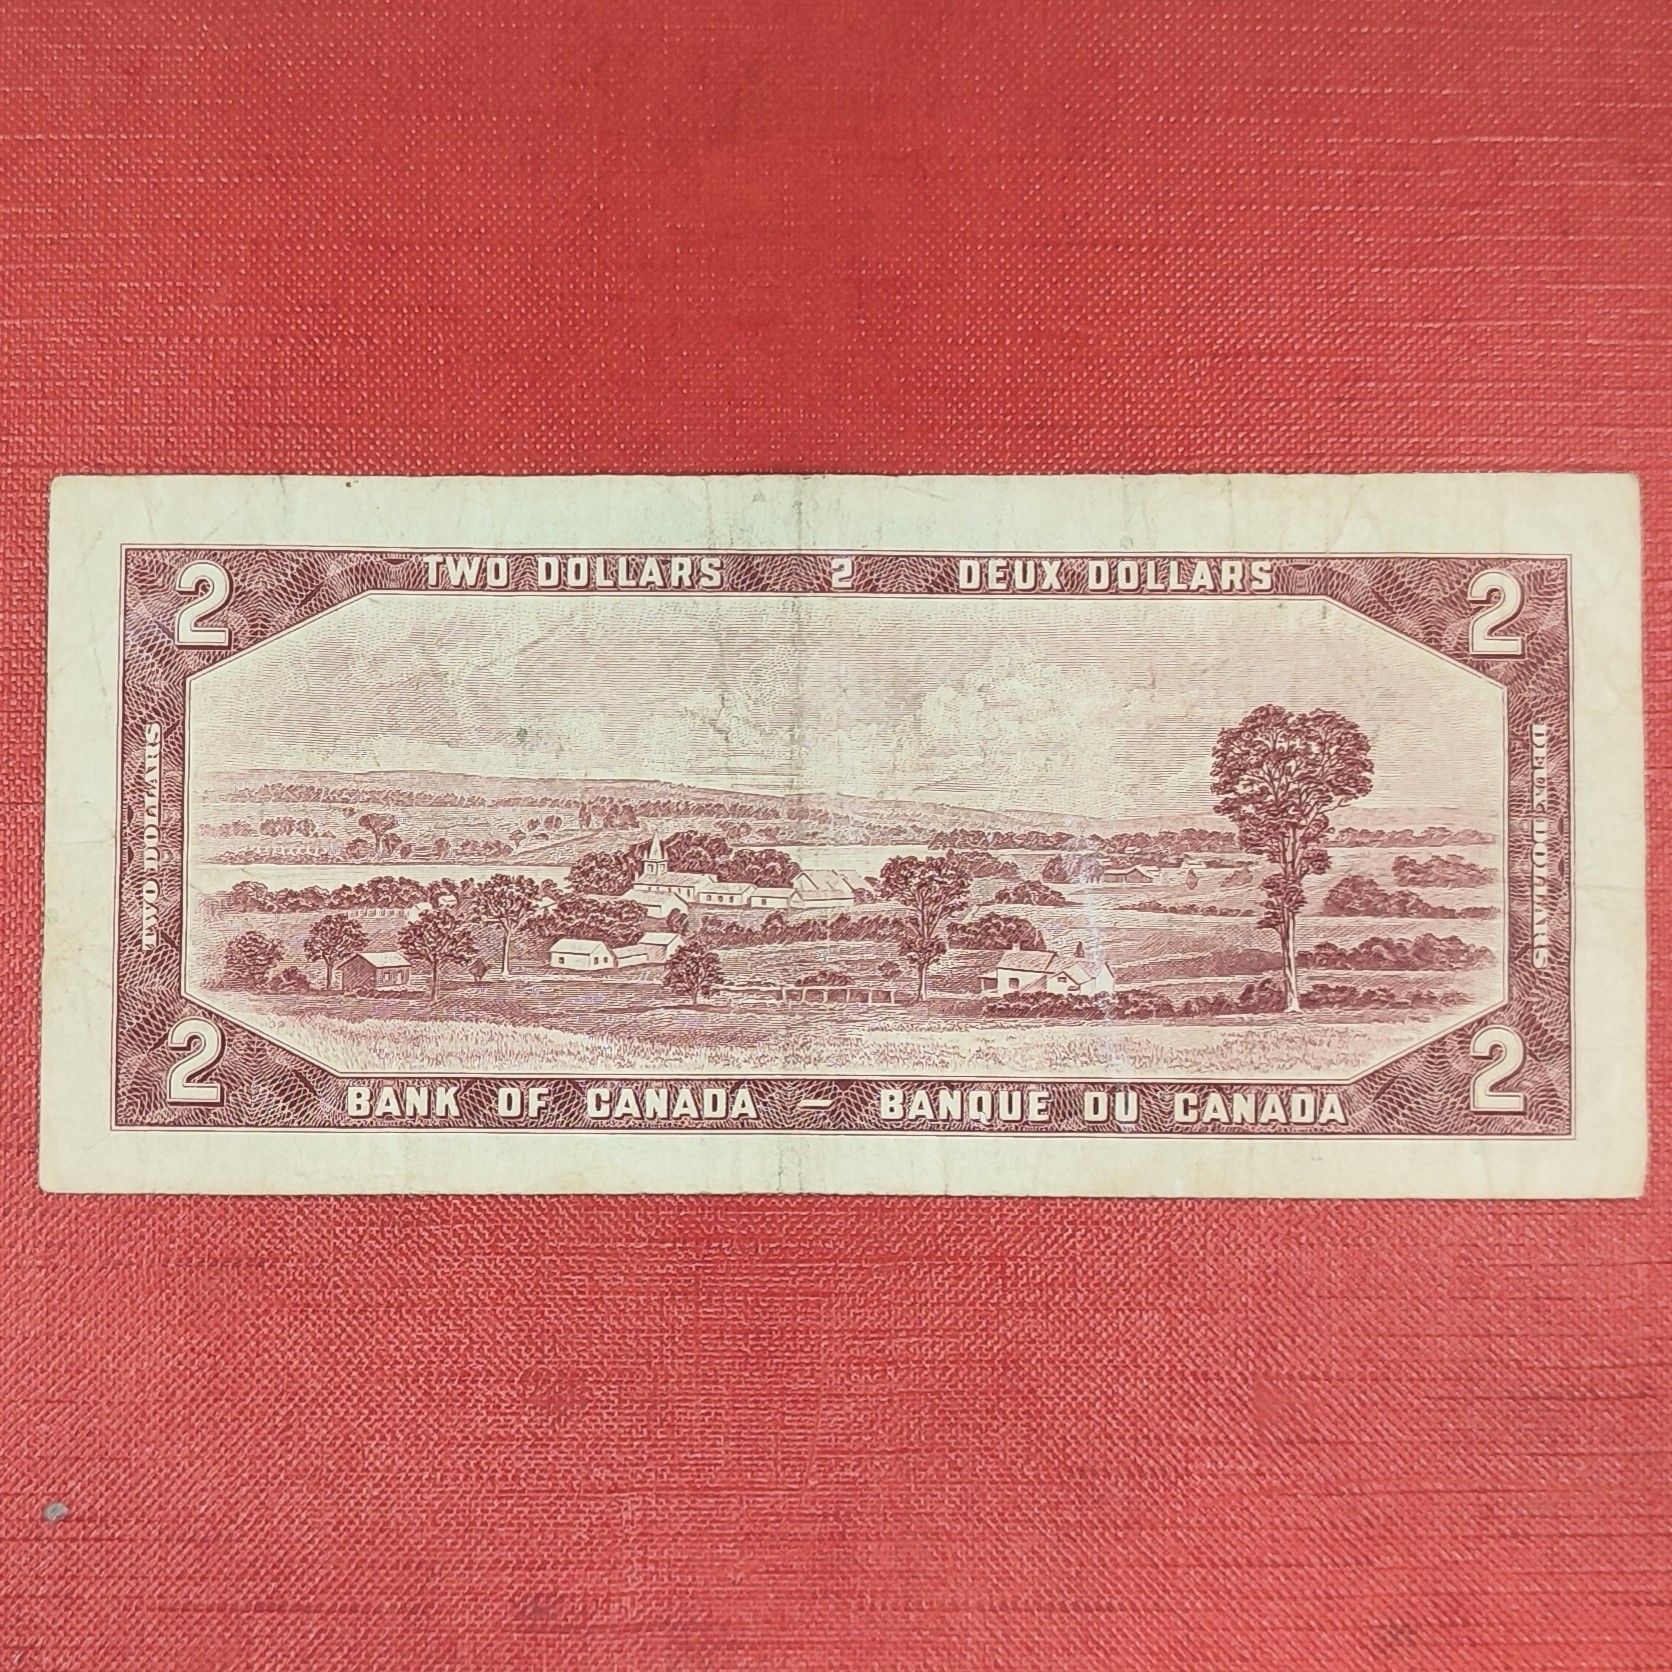 2 TWO DOLLARS 2 DEUX DOLLARS 2
TWO DOLLARS
DEUX DOLLARS
2 BANK OF CANADA – BANQUE DU CANADA 2